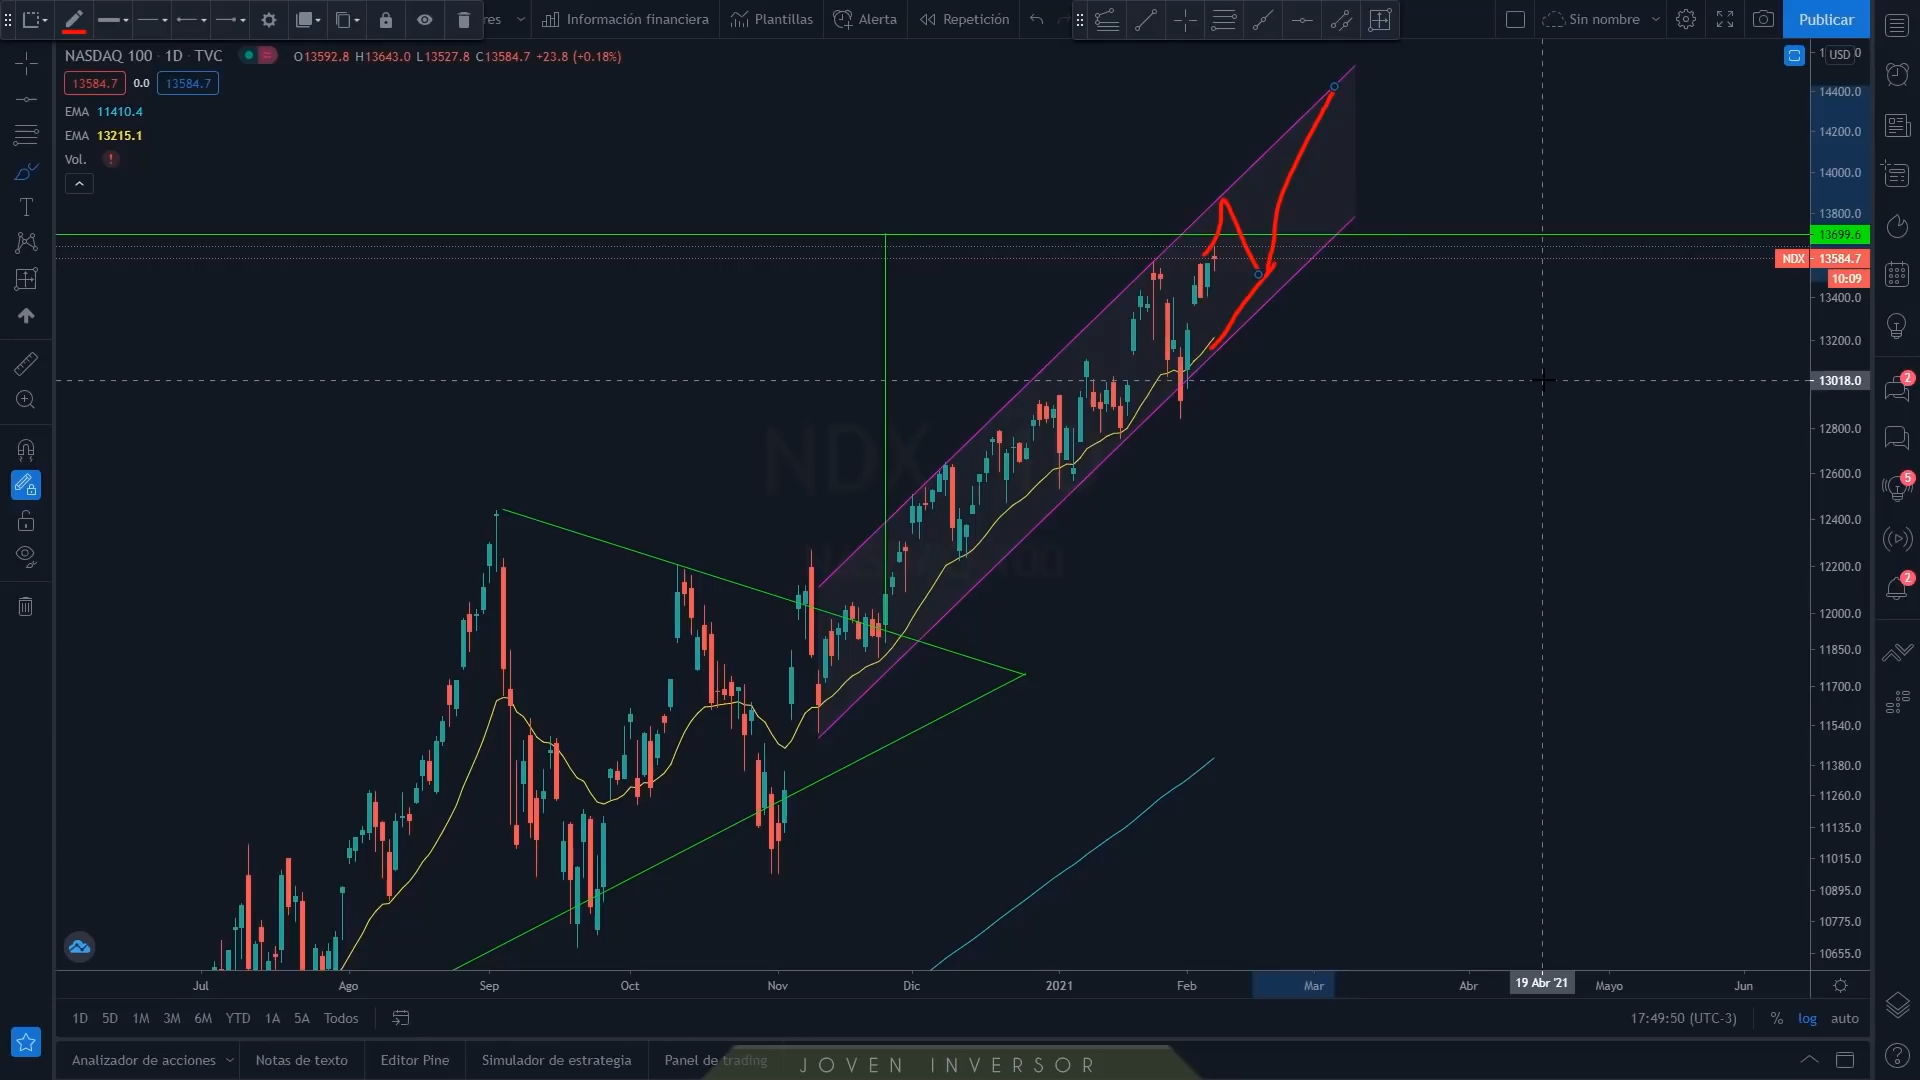 res
Información financiera
Plantillas
Alerta
Repetición
Sin nombre
Publicar
NASDAQ 100 · 1D · TVC
O13592.8 H13643.0 L13527.8 C13584.7 +23.8 (+0.18%)
13584.7 0.0 13584.7
EMA 11410.4
EMA 13215.1
Vol. !
USD
14400.0
14200.0
14000.0
13800.0
13699.6
NDX 13584.7
10:09
13400.0
13200.0
13018.0
12800.0
12600.0
12400.0
12200.0
12000.0
11850.0
11700.0
11540.0
11380.0
11260.0
11135.0
11015.0
10895.0
10775.0
10655.0
2
5
2
Jul Ago Sep Oct Nov Dic 2021 Feb Mar Abr 19 Abr '21 Mayo Jun
1D 5D 1M 3M 6M YTD 1A 5A Todos
17:49:50 (UTC-3) % log auto
Analizador de acciones Notas de texto Editor Pine Simulador de estrategia Panel de trading
JOVEN INVERSOR